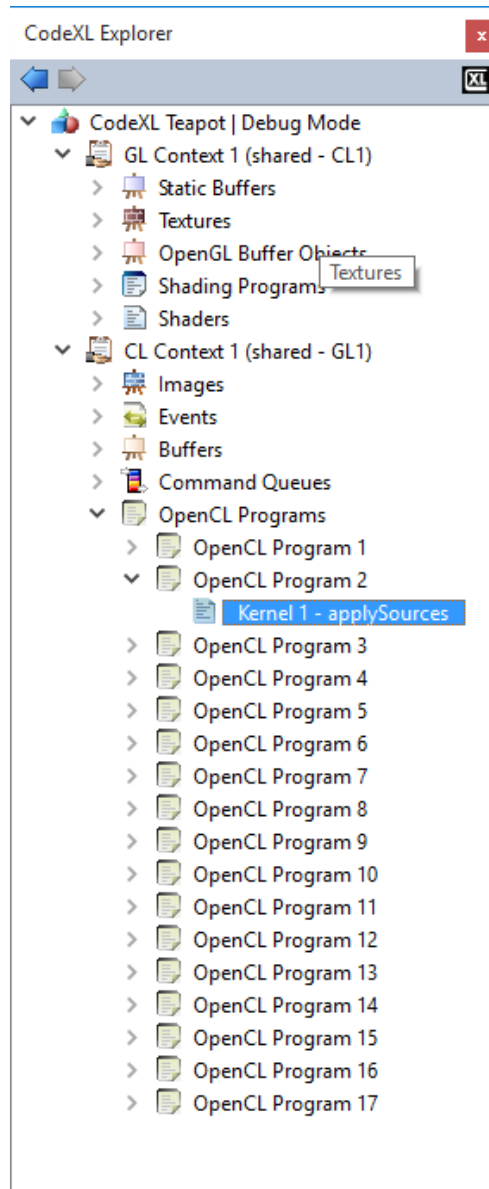 CodeXL Explorer
x
XL
CodeXL Teapot | Debug Mode
GL Context 1 (shared - CL1)
Static Buffers
Textures
OpenGL Buffer Objects
Textures
Shading Programs
Shaders
CL Context 1 (shared - GL1)
Images
Events
Buffers
Command Queues
OpenCL Programs
OpenCL Program 1
OpenCL Program 2
Kernel 1 - applySources
OpenCL Program 3
OpenCL Program 4
OpenCL Program 5
OpenCL Program 6
OpenCL Program 7
OpenCL Program 8
OpenCL Program 9
OpenCL Program 10
OpenCL Program 11
OpenCL Program 12
OpenCL Program 13
OpenCL Program 14
OpenCL Program 15
OpenCL Program 16
OpenCL Program 17